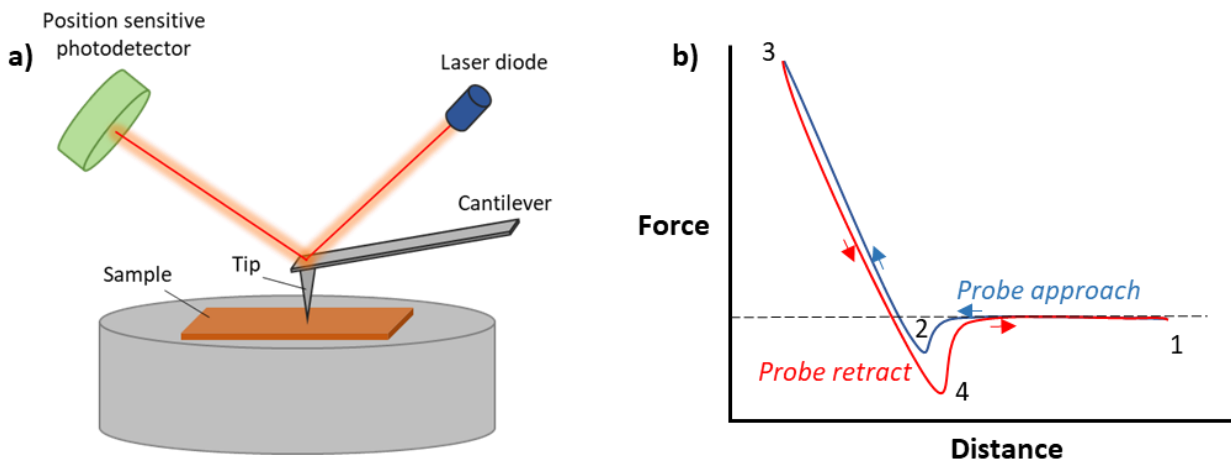 a)
Position sensitive
photodetector
Laser diode
Cantilever
Tip
Sample
b)
3
Force
Probe approach
2
1
Probe retract
4
Distance